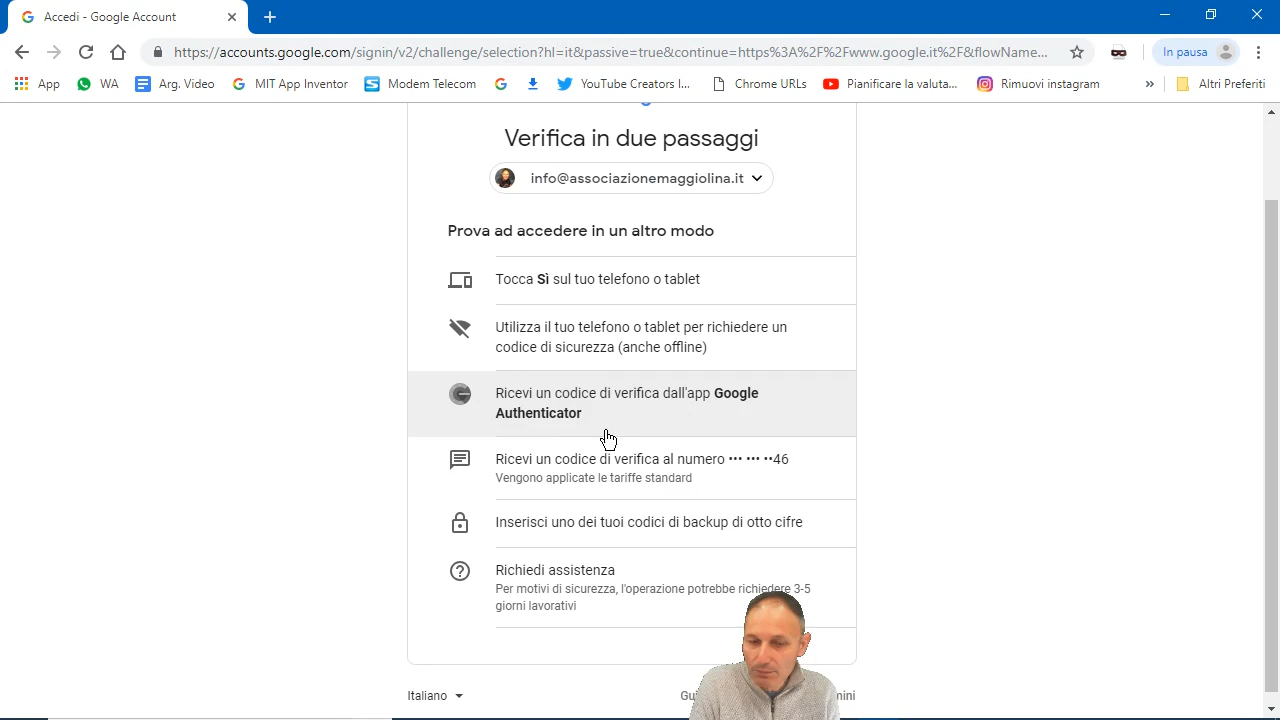 Accedi - Google Account
https://accounts.google.com/signin/v2/challenge/selection?hl=it&passive=true&continue=https%3A%2F%2Fwww.google.it%2F&flowName...
In pausa
App
WA
Arg. Video
MIT App Inventor
Modem Telecom
YouTube Creators I...
Chrome URLs
Pianificare la valuta...
Rimuovi instagram
»
Altri Preferiti
Verifica in due passaggi
info@associazionemaggiolina.it
Prova ad accedere in un altro modo
Tocca Sì sul tuo telefono o tablet
Utilizza il tuo telefono o tablet per richiedere un
codice di sicurezza (anche offline)
Ricevi un codice di verifica dall'app Google
Authenticator
Ricevi un codice di verifica al numero ••• ••• ••46
Vengono applicate le tariffe standard
Inserisci uno dei tuoi codici di backup di otto cifre
Richiedi assistenza
Per motivi di sicurezza, l'operazione potrebbe richiedere 3-5
giorni lavorativi
Italiano